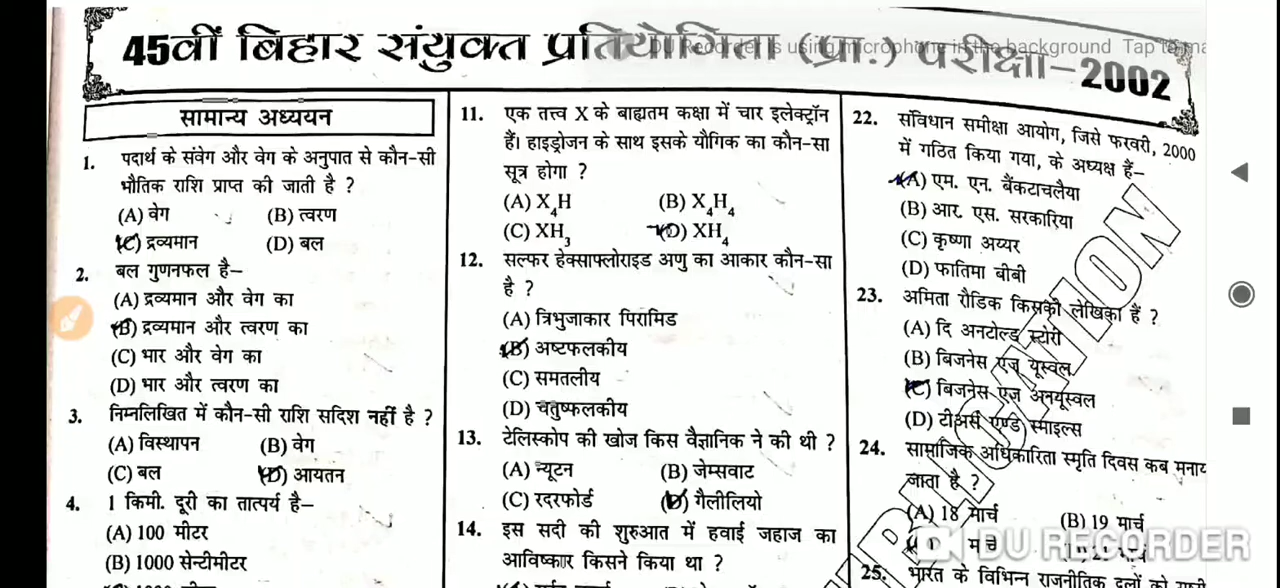 45वीं बिहार संयुक्त प्रतियोगिता (प्रा.) परीक्षा-2002
DU Recorder is using microphone in the background Tap to ma
सामान्य अध्ययन
1. पदार्थ के संवेग और वेग के अनुपात से कौन-सी
भौतिक राशि प्राप्त की जाती है ?
(A) वेग (B) त्वरण
(C) द्रव्यमान (D) बल
2. बल गुणनफल है-
(A) द्रव्यमान और वेग का
(B) द्रव्यमान और त्वरण का
(C) भार और वेग का
(D) भार और त्वरण का
3. निम्नलिखित में कौन-सी राशि सदिश नहीं है ?
(A) विस्थापन (B) वेग
(C) बल (D) आयतन
4. 1 किमी. दूरी का तात्पर्य है-
(A) 100 मीटर
(B) 1000 सेन्टीमीटर
11. एक तत्त्व X के बाह्यतम कक्षा में चार इलेक्ट्रॉन
हैं। हाइड्रोजन के साथ इसके यौगिक का कौन-सा
सूत्र होगा ?
(A) X₄H (B) X₄H₄
(C) XH₃ (D) XH₄
12. सल्फर हेक्साफ्लोराइड अणु का आकार कौन-सा
है ?
(A) त्रिभुजाकार पिरामिड
(B) अष्टफलकीय
(C) समतलीय
(D) चतुष्फलकीय
13. टेलिस्कोप की खोज किस वैज्ञानिक ने की थी ?
(A) न्यूटन (B) जेम्सवाट
(C) रदरफोर्ड (D) गैलीलियो
14. इस सदी की शुरुआत में हवाई जहाज का
आविष्कार किसने किया था ?
22. संविधान समीक्षा आयोग, जिसे फरवरी, 2000
में गठित किया गया, के अध्यक्ष हैं-
(A) एम. एन. बैंकटाचलैया
(B) आर. एस. सरकारिया
(C) कृष्णा अय्यर
(D) फातिमा बीबी
23. अमिता रौडिक किसकी लेखिका हैं ?
(A) दि अनटोल्ड स्टोरी
(B) बिजनेस एज यूस्वल
(C) बिजनेस एज अनयूस्वल
(D) टीअर्स एण्ड स्माइल्स
24. सामाजिक अधिकारिता स्मृति दिवस कब मनाय
जाता है ?
(A) 18 मार्च (B) 19 मार्च
DU RECORDER
25. भारत के विभिन्न राजनीतिक दलों को